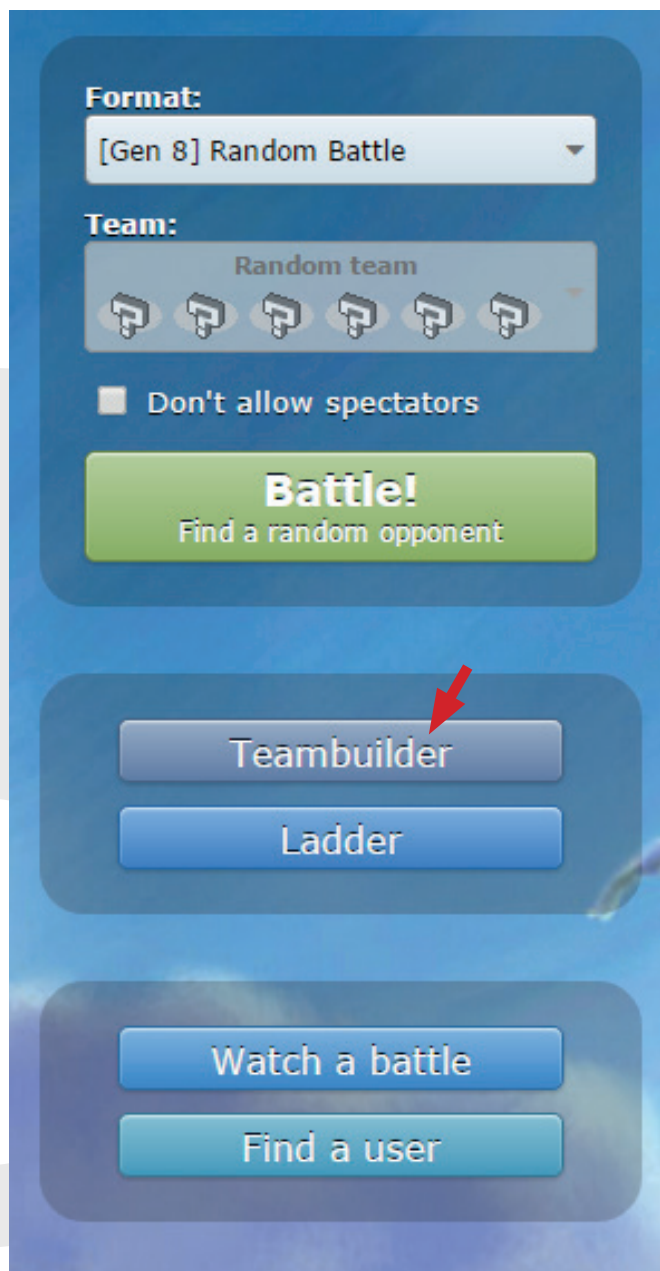 Format:
[Gen 8] Random Battle
Team:
Random team
Don't allow spectators
Battle!
Find a random opponent
Teambuilder
Ladder
Watch a battle
Find a user